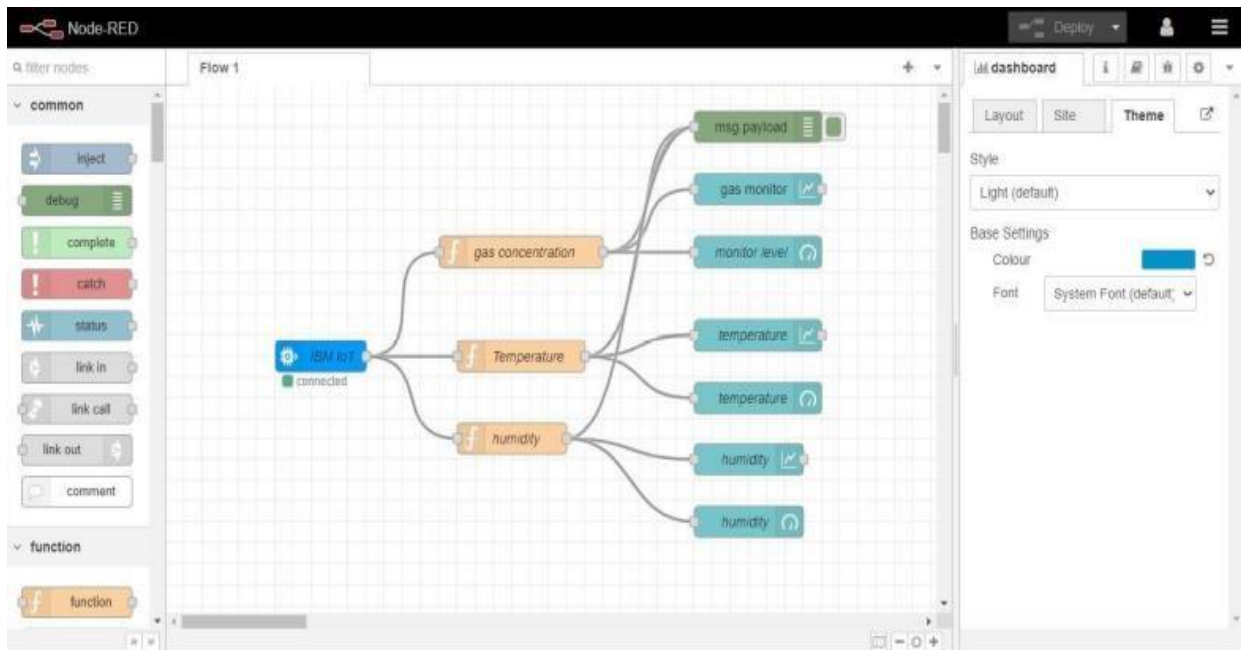 Node-RED
Deploy
filter nodes
Flow 1
dashboard
i
common
inject
debug
complete
catch
status
link in
link call
link out
comment
function
function
msg.payload
gas monitor
gas concentration
monitor level
IBM IoT
connected
Temperature
temperature
temperature
humidity
humidity
humidity
Layout
Site
Theme
Style
Light (default)
Base Settings
Colour
Font
System Font (default)